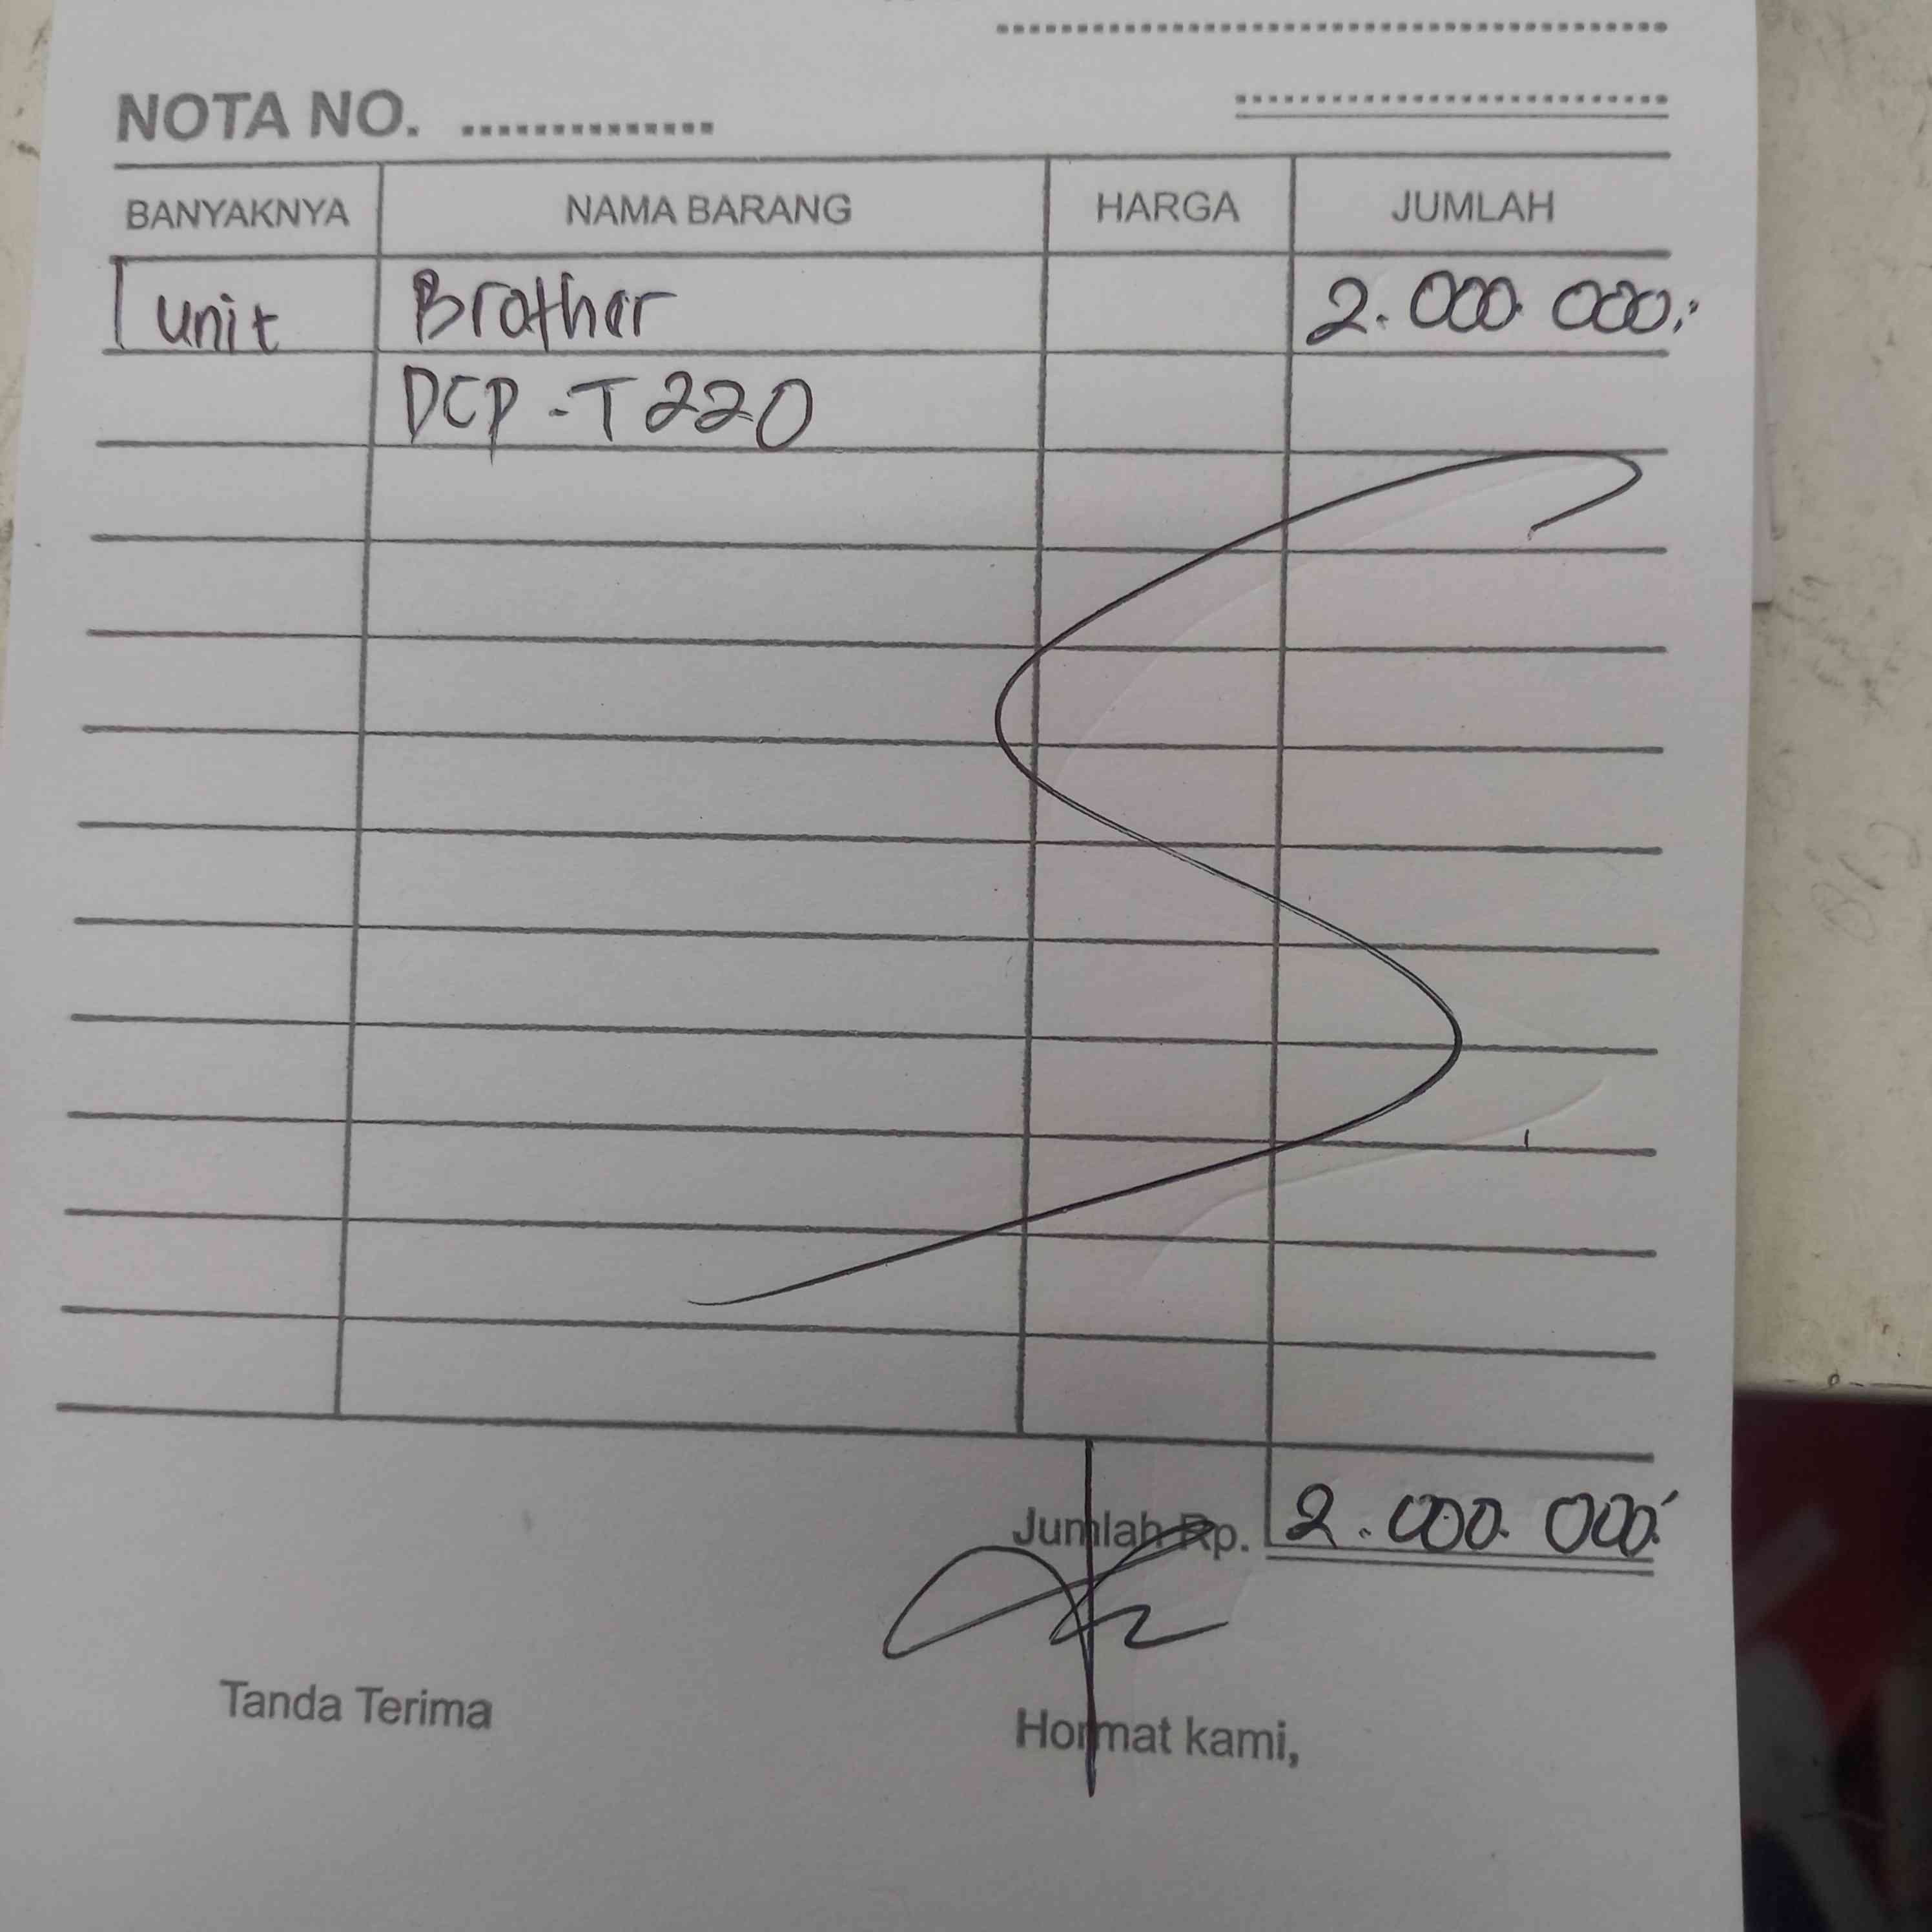 NOTA NO. ..............
BANYAKNYA NAMA BARANG HARGA JUMLAH
1 unit Brother 2.000.000,-
DCP-T220
Jumlah Rp. 2.000.000,-
Tanda Terima Hormat kami,